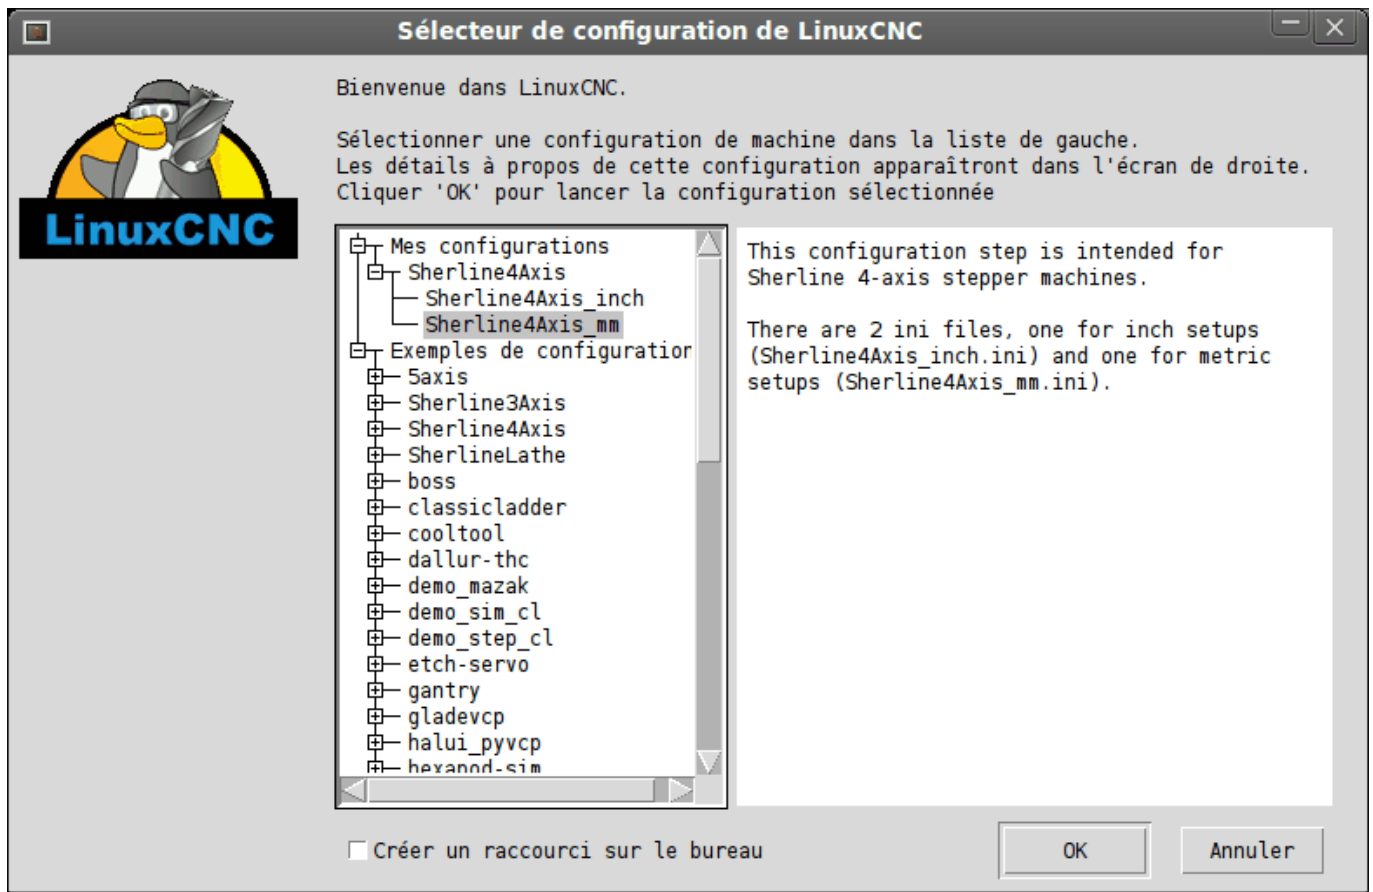 Sélecteur de configuration de LinuxCNC
LinuxCNC
Bienvenue dans LinuxCNC.
Sélectionner une configuration de machine dans la liste de gauche.
Les détails à propos de cette configuration apparaîtront dans l'écran de droite.
Cliquer 'OK' pour lancer la configuration sélectionnée
Mes configurations
Sherline4Axis
Sherline4Axis_inch
Sherline4Axis_mm
Exemples de configuration
5axis
Sherline3Axis
Sherline4Axis
SherlineLathe
boss
classicladder
cooltool
dallur-thc
demo_mazak
demo_sim_cl
demo_step_cl
etch-servo
gantry
gladevcp
halui_pyvcp
hexapod-sim
This configuration step is intended for
Sherline 4-axis stepper machines.
There are 2 ini files, one for inch setups
(Sherline4Axis_inch.ini) and one for metric
setups (Sherline4Axis_mm.ini).
Créer un raccourci sur le bureau
OK
Annuler